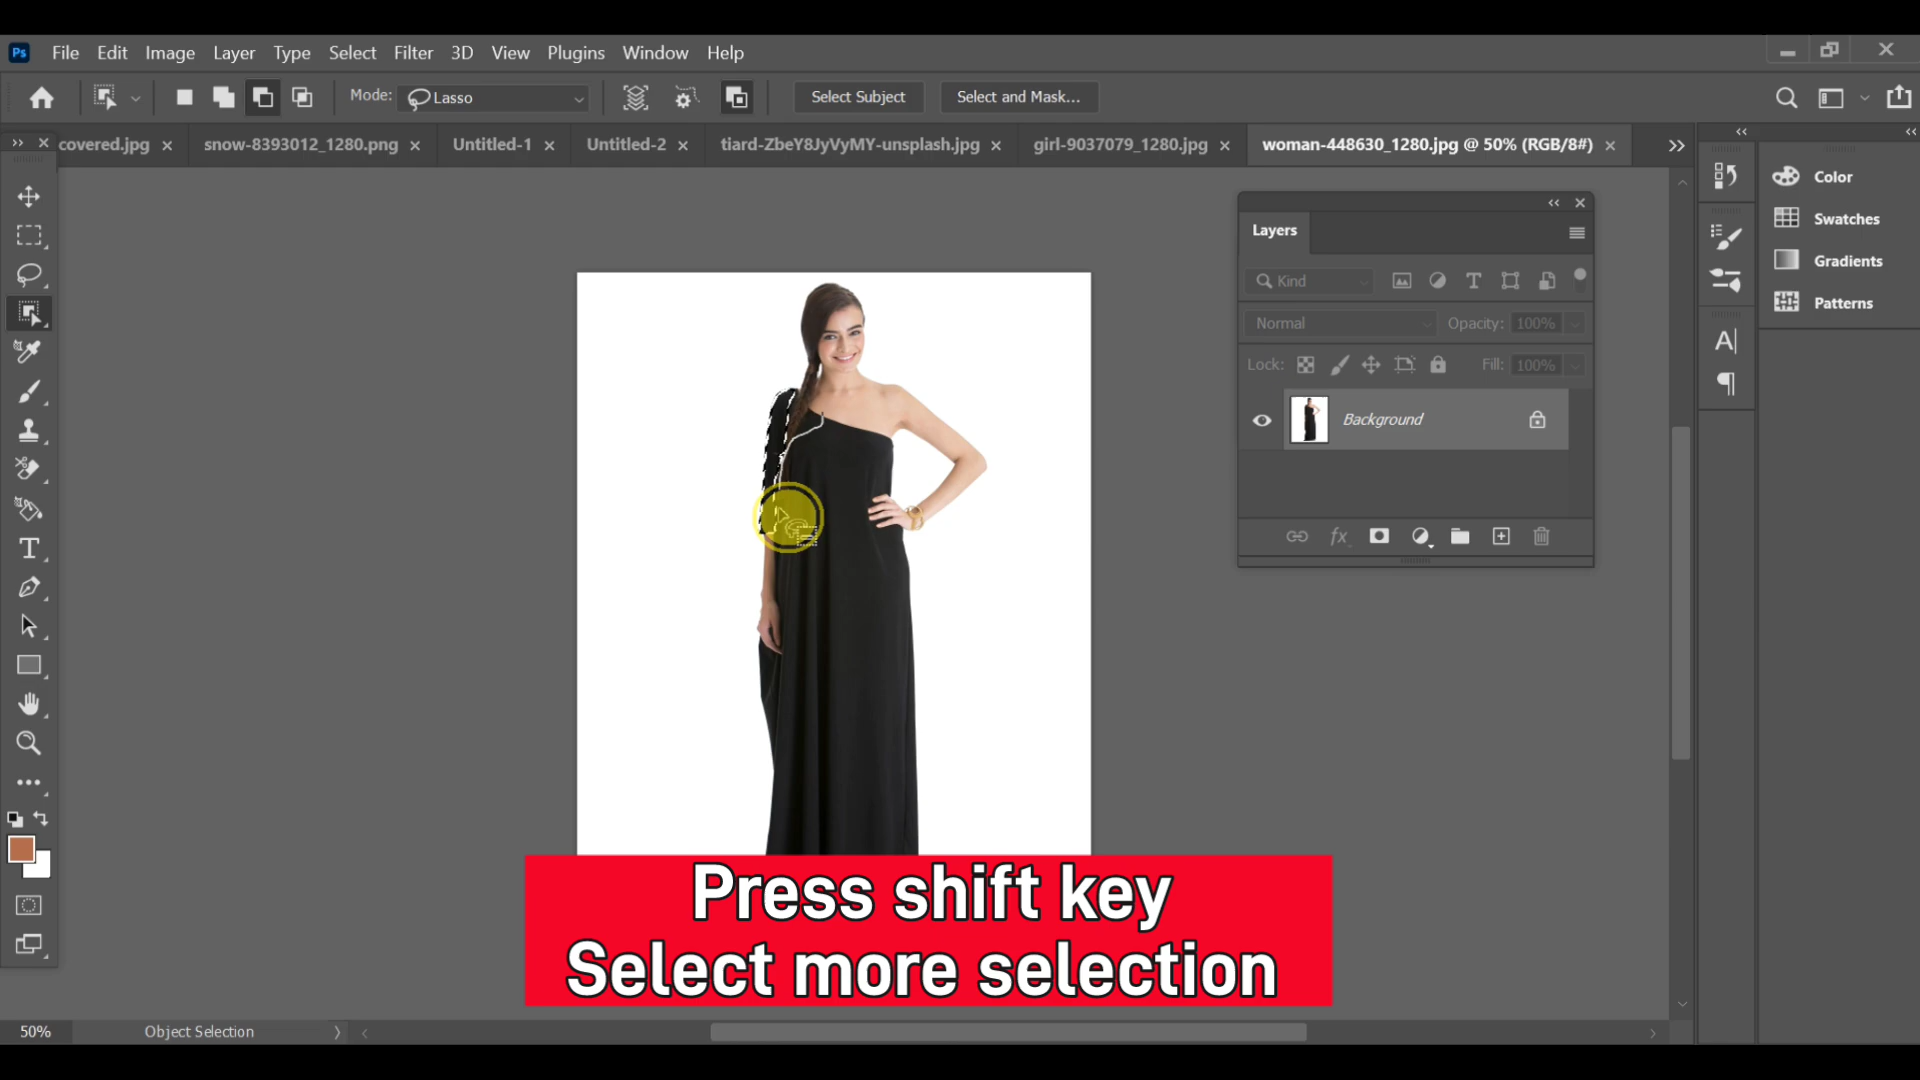 Ps File Edit Image Layer Type Select Filter 3D View Plugins Window Help
Mode: Lasso Select Subject Select and Mask...
covered.jpg × snow-8393012_1280.png × Untitled-1 × Untitled-2 × tiard-ZbeY8JyVyMY-unsplash.jpg × girl-9037079_1280.jpg × woman-448630_1280.jpg @ 50% (RGB/8#) ×
Color
Swatches
Gradients
Patterns
Layers
Kind
Normal Opacity: 100%
Lock: Fill: 100%
Background
fx
Press shift key
Select more selection
50% Object Selection